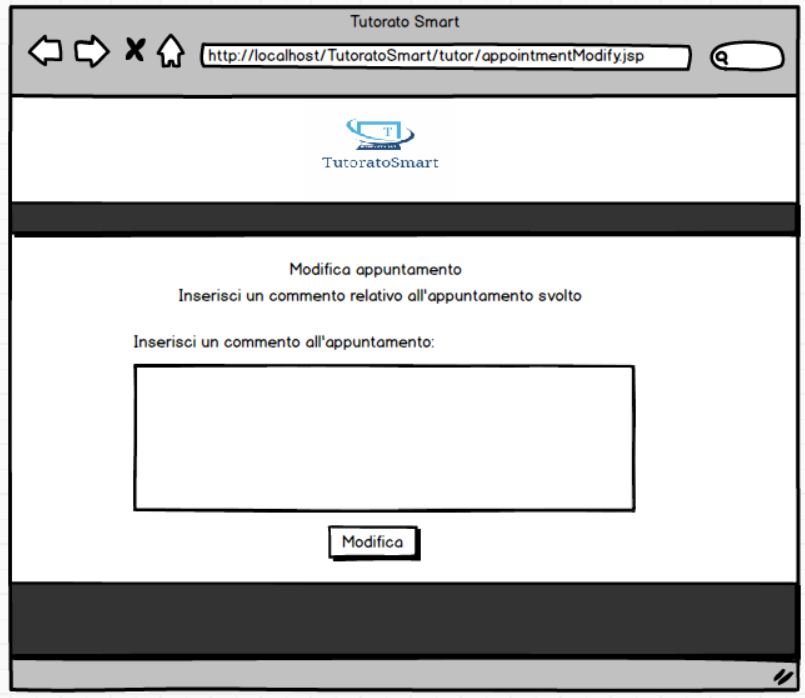 Tutorato Smart
http://localhost/TutoratoSmart/tutor/appointmentModify.jsp
T
TutoratoSmart
Modifica appuntamento
Inserisci un commento relativo all'appuntamento svolto
Inserisci un commento all'appuntamento:
Modifica